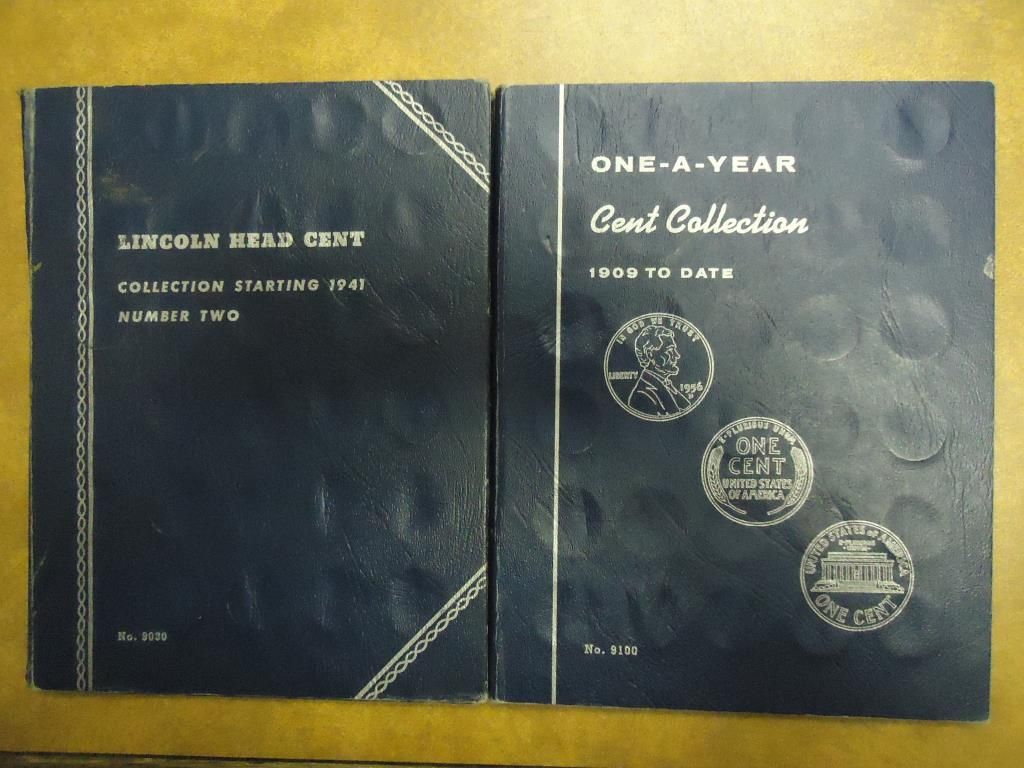 LINCOLN HEAD CENT
COLLECTION STARTING 1941
NUMBER TWO
No. 9030
ONE-A-YEAR
Cent Collection
1909 TO DATE
IN GOD WE TRUST
LIBERTY
1956
D
E·PLURIBUS UNUM
ONE
CENT
UNITED STATES
OF AMERICA
UNITED STATES OF AMERICA
E·PLURIBUS
UNUM
ONE CENT
No. 9100